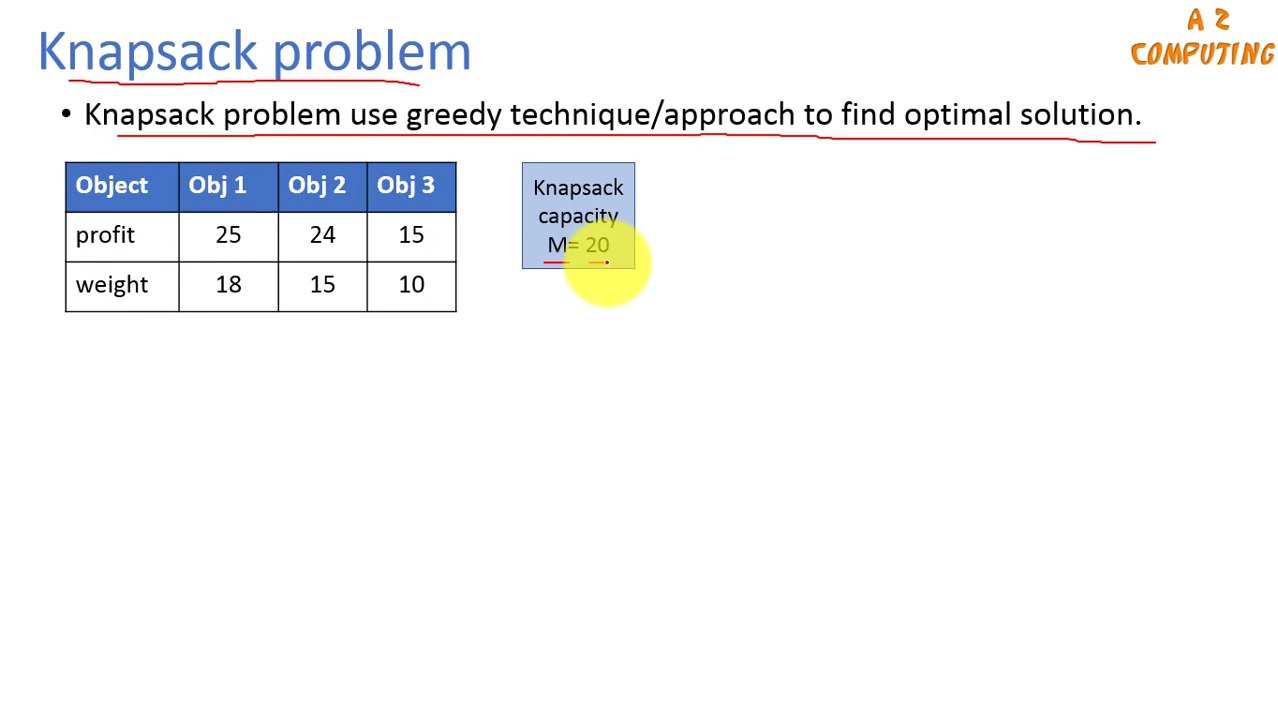 Knapsack problem
A 2
COMPUTING
• Knapsack problem use greedy technique/approach to find optimal solution.
Object Obj 1 Obj 2 Obj 3
profit 25 24 15
weight 18 15 10
Knapsack
capacity
M= 20